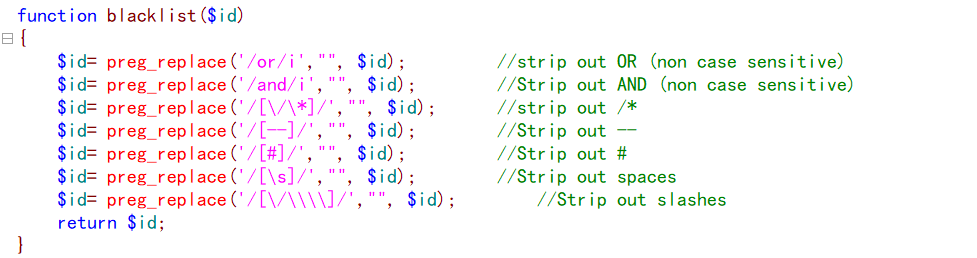 function blacklist($id)
{
    $id= preg_replace('/or/i',"", $id);         //strip out OR (non case sensitive)
    $id= preg_replace('/and/i',"", $id);        //Strip out AND (non case sensitive)
    $id= preg_replace('/[\/\*]/',"", $id);      //strip out /*
    $id= preg_replace('/[--]/',"", $id);        //Strip out --
    $id= preg_replace('/[#]/',"", $id);         //Strip out #
    $id= preg_replace('/[\s]/',"", $id);        //Strip out spaces
    $id= preg_replace('/[\/\\\\]/',"", $id);        //Strip out slashes
    return $id;
}